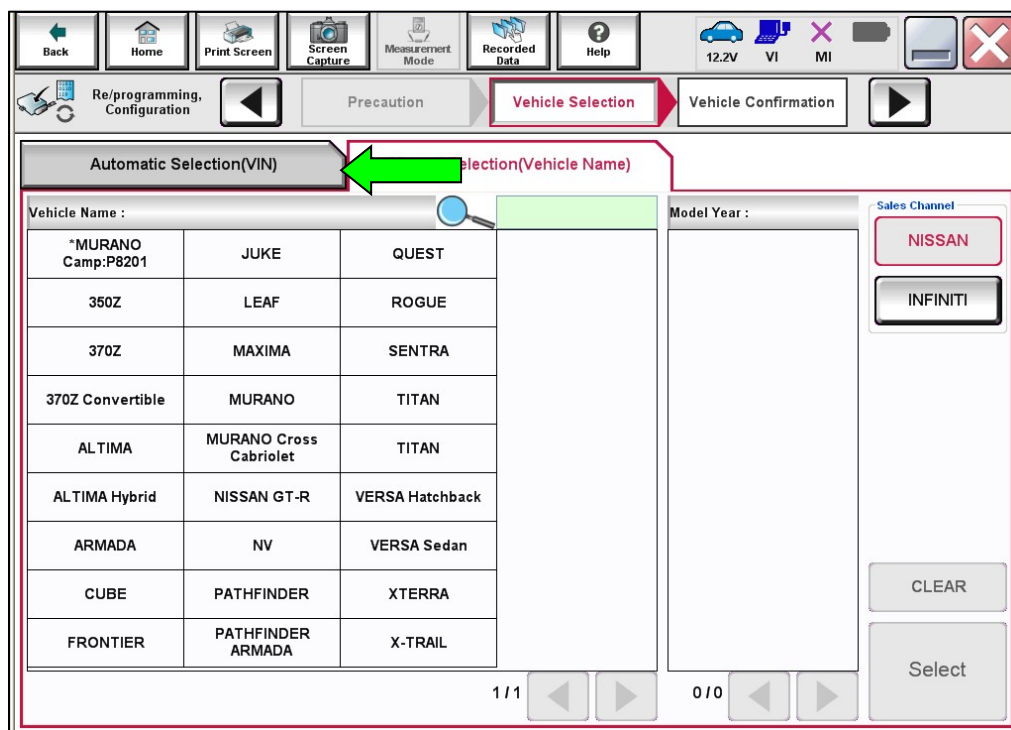 Back
Home
Print Screen
Screen
Capture
Measurement
Mode
Recorded
Data
Help
12.2V
VI
MI
Re/programming,
Configuration
Precaution
Vehicle Selection
Vehicle Confirmation
Automatic Selection(VIN)
election(Vehicle Name)
Vehicle Name :
Model Year :
Sales Channel
*MURANO
Camp:P8201
JUKE
QUEST
NISSAN
350Z
LEAF
ROGUE
INFINITI
370Z
MAXIMA
SENTRA
370Z Convertible
MURANO
TITAN
ALTIMA
MURANO Cross
Cabriolet
TITAN
ALTIMA Hybrid
NISSAN GT-R
VERSA Hatchback
ARMADA
NV
VERSA Sedan
CUBE
PATHFINDER
XTERRA
CLEAR
FRONTIER
PATHFINDER
ARMADA
X-TRAIL
Select
1/1
0/0